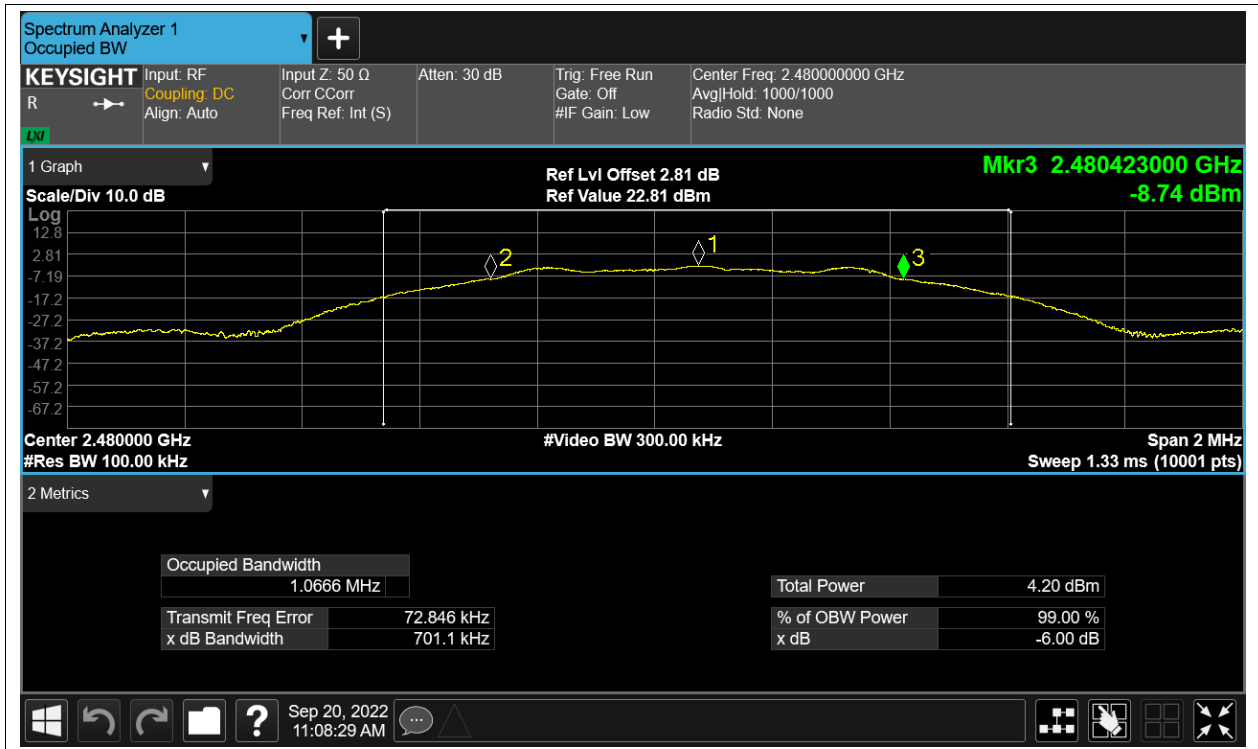 Spectrum Analyzer 1
Occupied BW
KEYSIGHT
R
LXI
Input: RF
Coupling: DC
Align: Auto
Input Z: 50 Ω
Corr CCorr
Freq Ref: Int (S)
Atten: 30 dB
Trig: Free Run
Gate: Off
#IF Gain: Low
Center Freq: 2.480000000 GHz
Avg|Hold: 1000/1000
Radio Std: None
1 Graph
Scale/Div 10.0 dB
Ref Lvl Offset 2.81 dB
Ref Value 22.81 dBm
Mkr3 2.480423000 GHz
-8.74 dBm
Log
12.8
2.81
-7.19
-17.2
-27.2
-37.2
-47.2
-57.2
-67.2
2
1
3
Center 2.480000 GHz
#Res BW 100.00 kHz
#Video BW 300.00 kHz
Span 2 MHz
Sweep 1.33 ms (10001 pts)
2 Metrics
Occupied Bandwidth
1.0666 MHz
Transmit Freq Error 72.846 kHz
x dB Bandwidth 701.1 kHz
Total Power 4.20 dBm
% of OBW Power 99.00 %
x dB -6.00 dB
?
Sep 20, 2022
11:08:29 AM